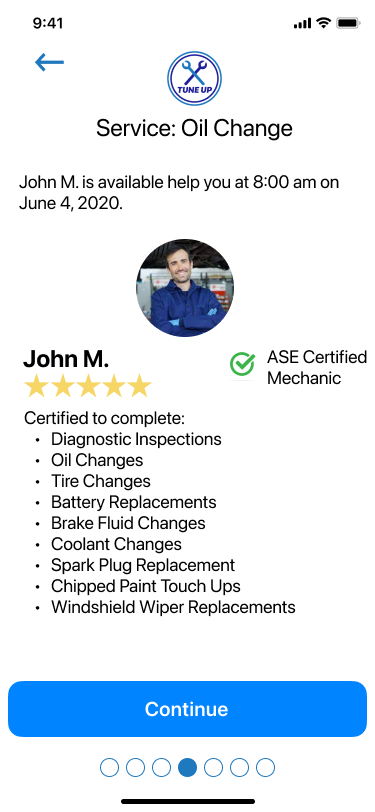 9:41
TUNE UP
Service: Oil Change
John M. is available help you at 8:00 am on
June 4, 2020.
John M.
ASE Certified
Mechanic
Certified to complete:
• Diagnostic Inspections
• Oil Changes
• Tire Changes
• Battery Replacements
• Brake Fluid Changes
• Coolant Changes
• Spark Plug Replacement
• Chipped Paint Touch Ups
• Windshield Wiper Replacements
Continue